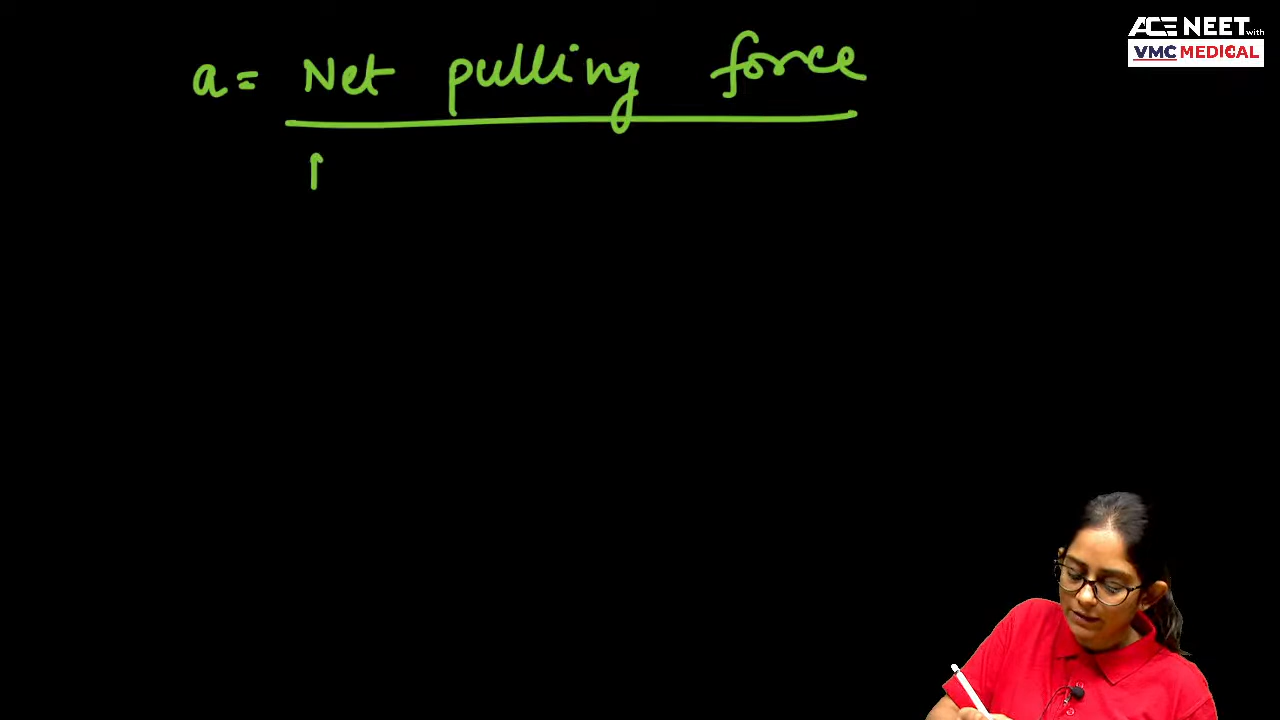 ACE NEET with
VMC MEDICAL
a = Net pulling force